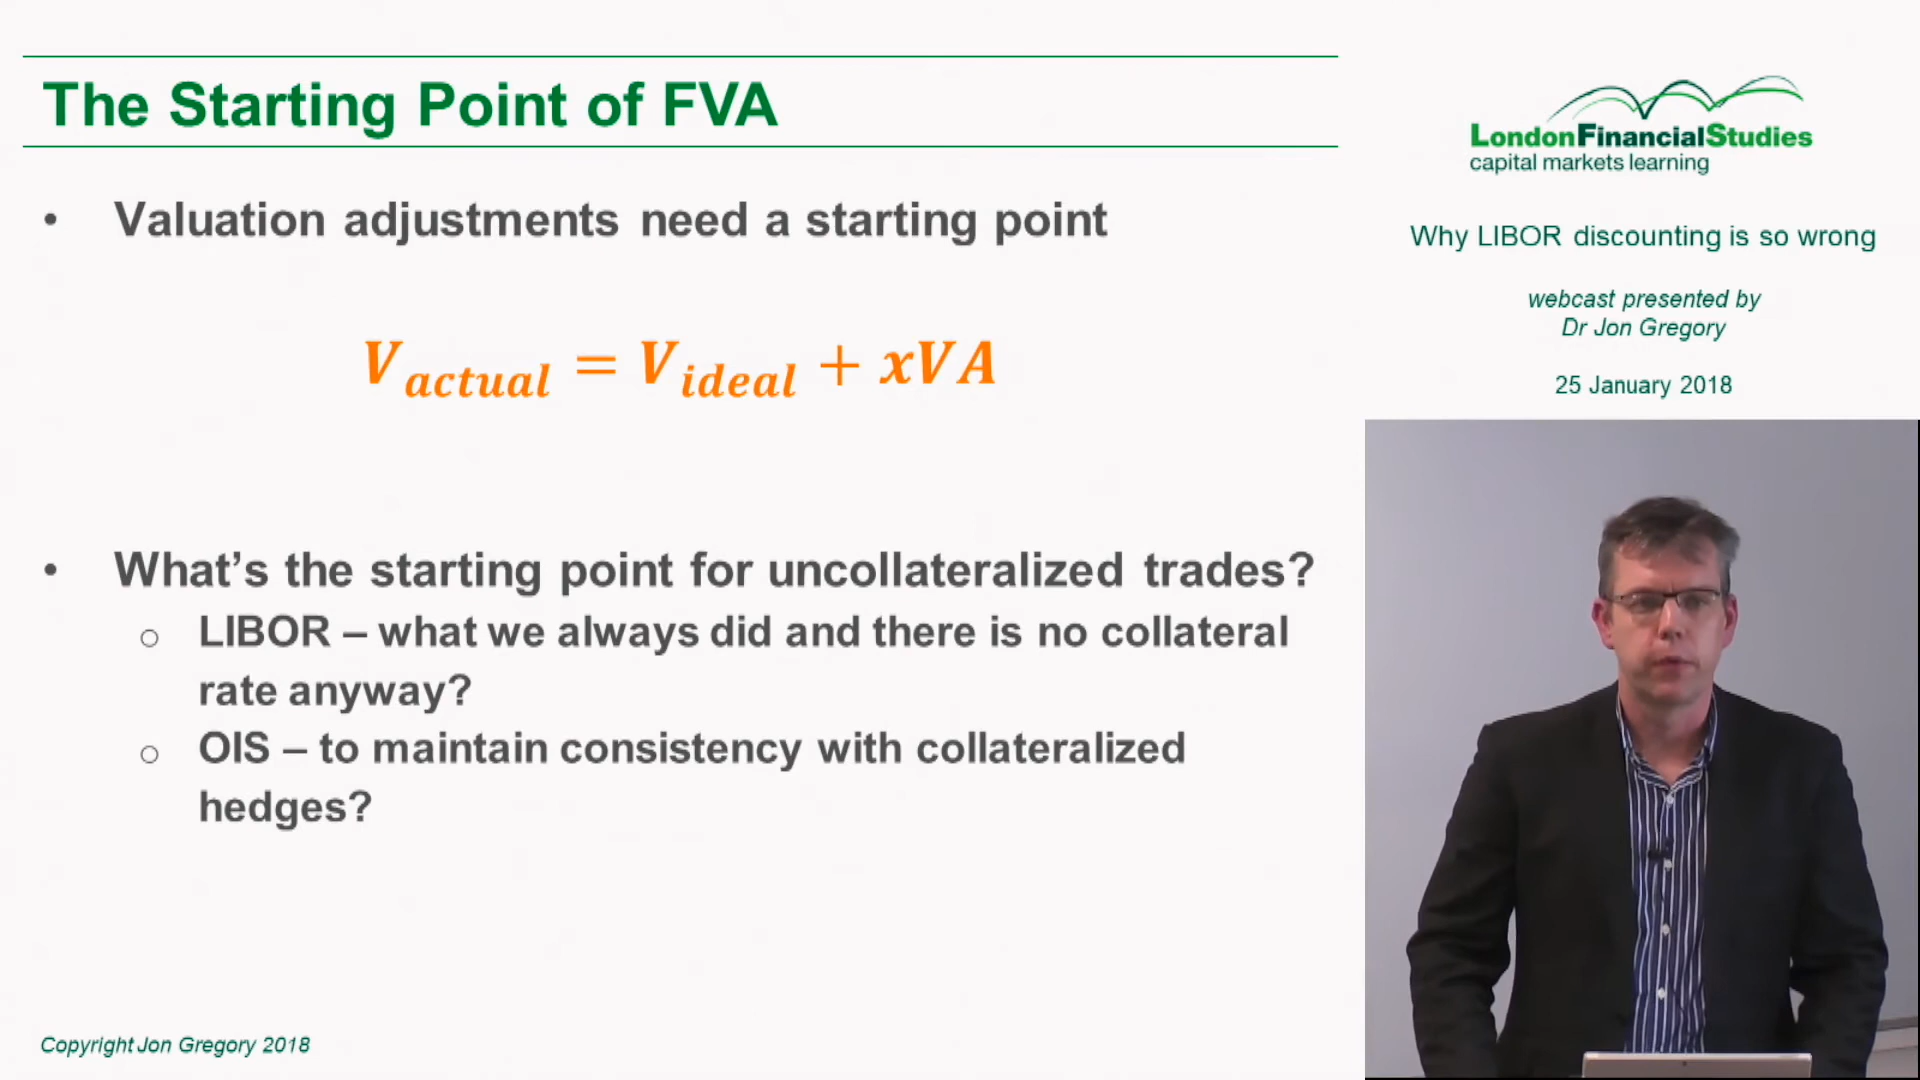 The Starting Point of FVA
• Valuation adjustments need a starting point
V_actual = V_ideal + xVA
• What's the starting point for uncollateralized trades?
o LIBOR – what we always did and there is no collateral
rate anyway?
o OIS – to maintain consistency with collateralized
hedges?
Copyright Jon Gregory 2018
LondonFinancialStudies
capital markets learning
Why LIBOR discounting is so wrong
webcast presented by
Dr Jon Gregory
25 January 2018